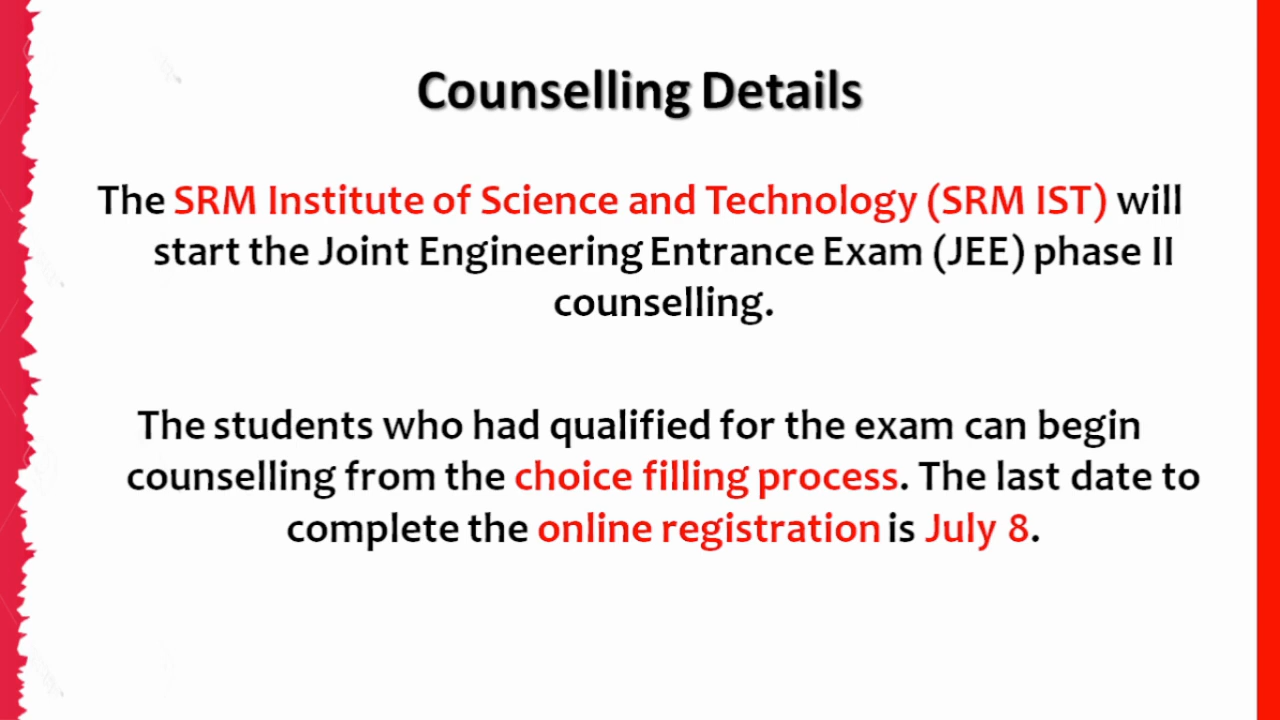 Counselling Details
The SRM Institute of Science and Technology (SRM IST) will
start the Joint Engineering Entrance Exam (JEE) phase II
counselling.
The students who had qualified for the exam can begin
counselling from the choice filling process. The last date to
complete the online registration is July 8.